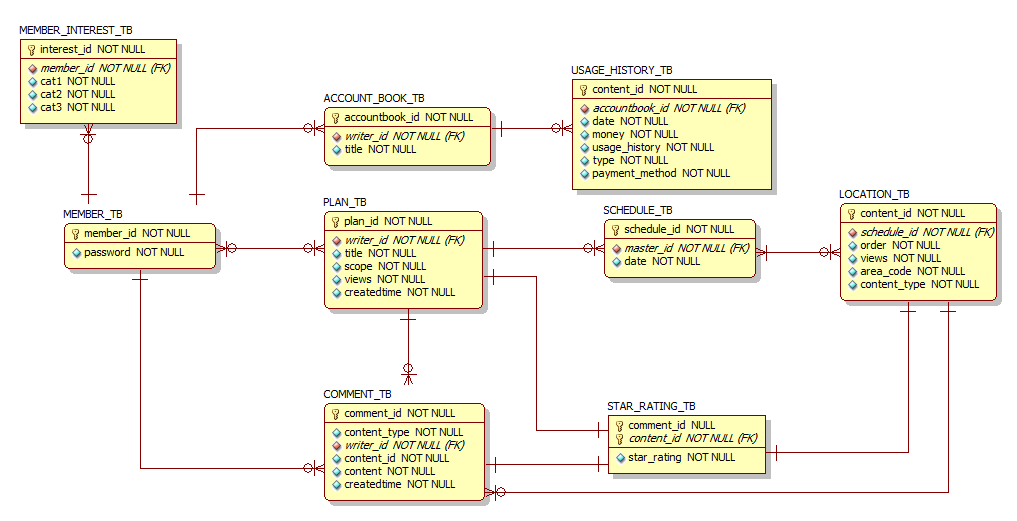 MEMBER_INTEREST_TB
interest_id NOT NULL
member_id NOT NULL (FK)
cat1 NOT NULL
cat2 NOT NULL
cat3 NOT NULL
ACCOUNT_BOOK_TB
accountbook_id NOT NULL
writer_id NOT NULL (FK)
title NOT NULL
USAGE_HISTORY_TB
content_id NOT NULL
accountbook_id NOT NULL (FK)
date NOT NULL
money NOT NULL
usage_history NOT NULL
type NOT NULL
payment_method NOT NULL
MEMBER_TB
member_id NOT NULL
password NOT NULL
PLAN_TB
plan_id NOT NULL
writer_id NOT NULL (FK)
title NOT NULL
scope NOT NULL
views NOT NULL
createdtime NOT NULL
SCHEDULE_TB
schedule_id NOT NULL
master_id NOT NULL (FK)
date NOT NULL
LOCATION_TB
content_id NOT NULL
schedule_id NOT NULL (FK)
order NOT NULL
views NOT NULL
area_code NOT NULL
content_type NOT NULL
COMMENT_TB
comment_id NOT NULL
content_type NOT NULL
writer_id NOT NULL (FK)
content_id NOT NULL
content NOT NULL
createdtime NOT NULL
STAR_RATING_TB
comment_id NULL
content_id NOT NULL (FK)
star_rating NOT NULL